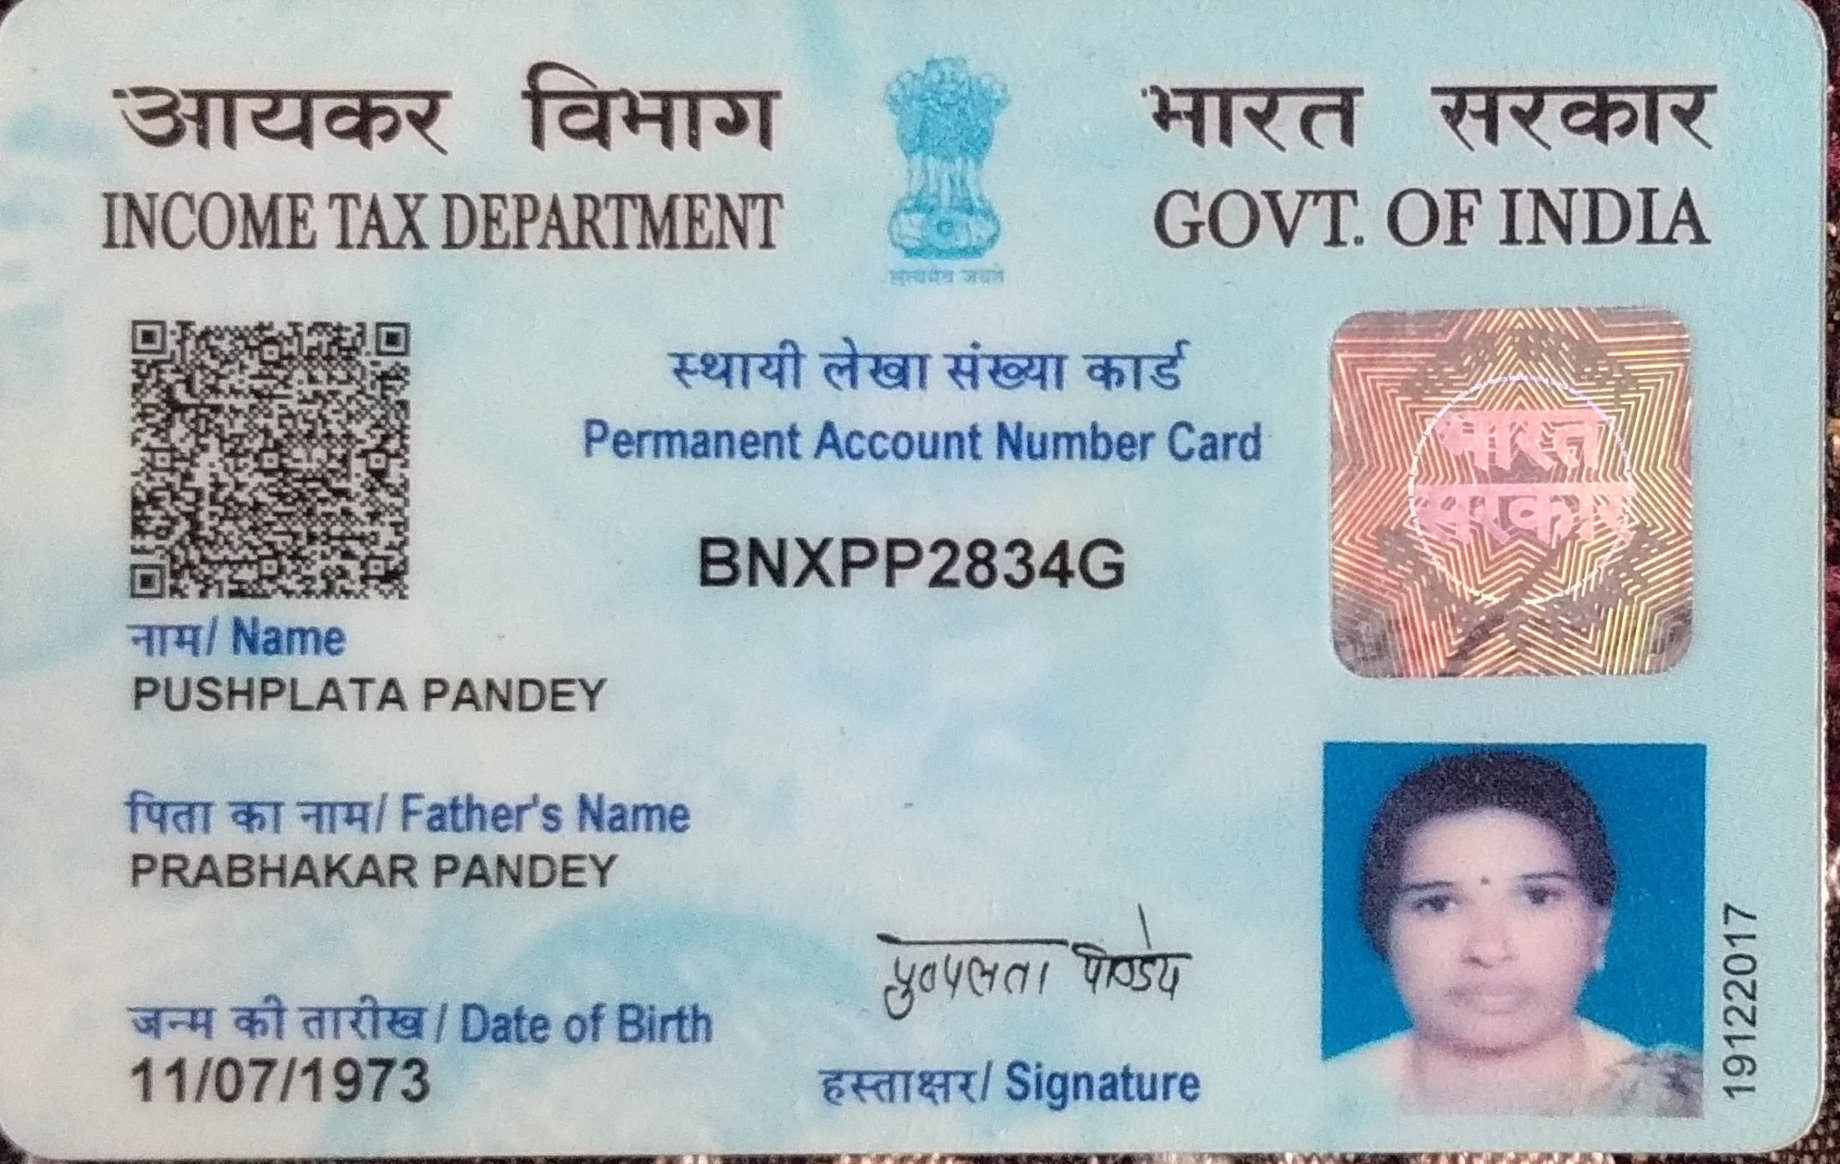 आयकर विभाग
INCOME TAX DEPARTMENT
भारत सरकार
GOVT. OF INDIA
सत्यमेव जयते
स्थायी लेखा संख्या कार्ड
Permanent Account Number Card
BNXPP2834G
भारत
सरकार
नाम/ Name
PUSHPLATA PANDEY
पिता का नाम/ Father's Name
PRABHAKAR PANDEY
जन्म की तारीख / Date of Birth
11/07/1973
पुष्पलता पाण्डेय
हस्ताक्षर/ Signature
19122017